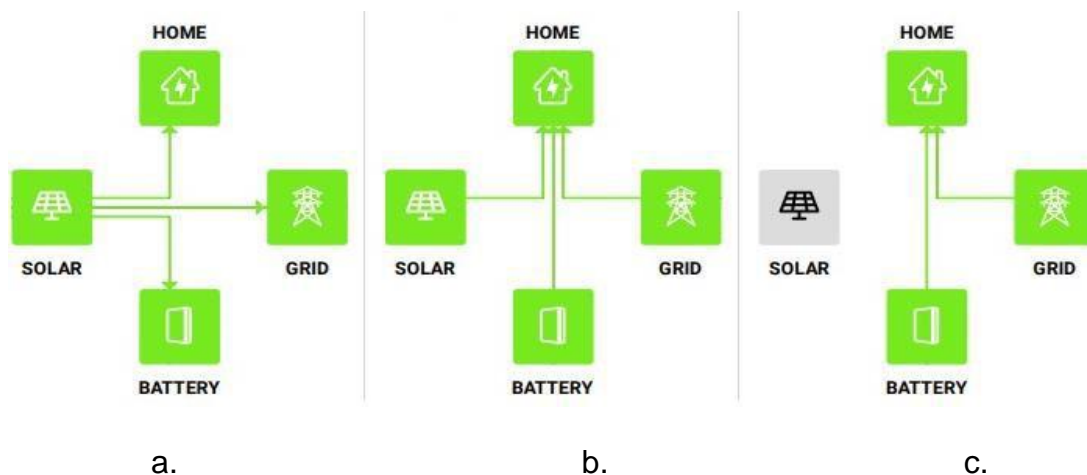 HOME
SOLAR
GRID
BATTERY
HOME
SOLAR
GRID
BATTERY
HOME
SOLAR
GRID
BATTERY
a.
b.
c.